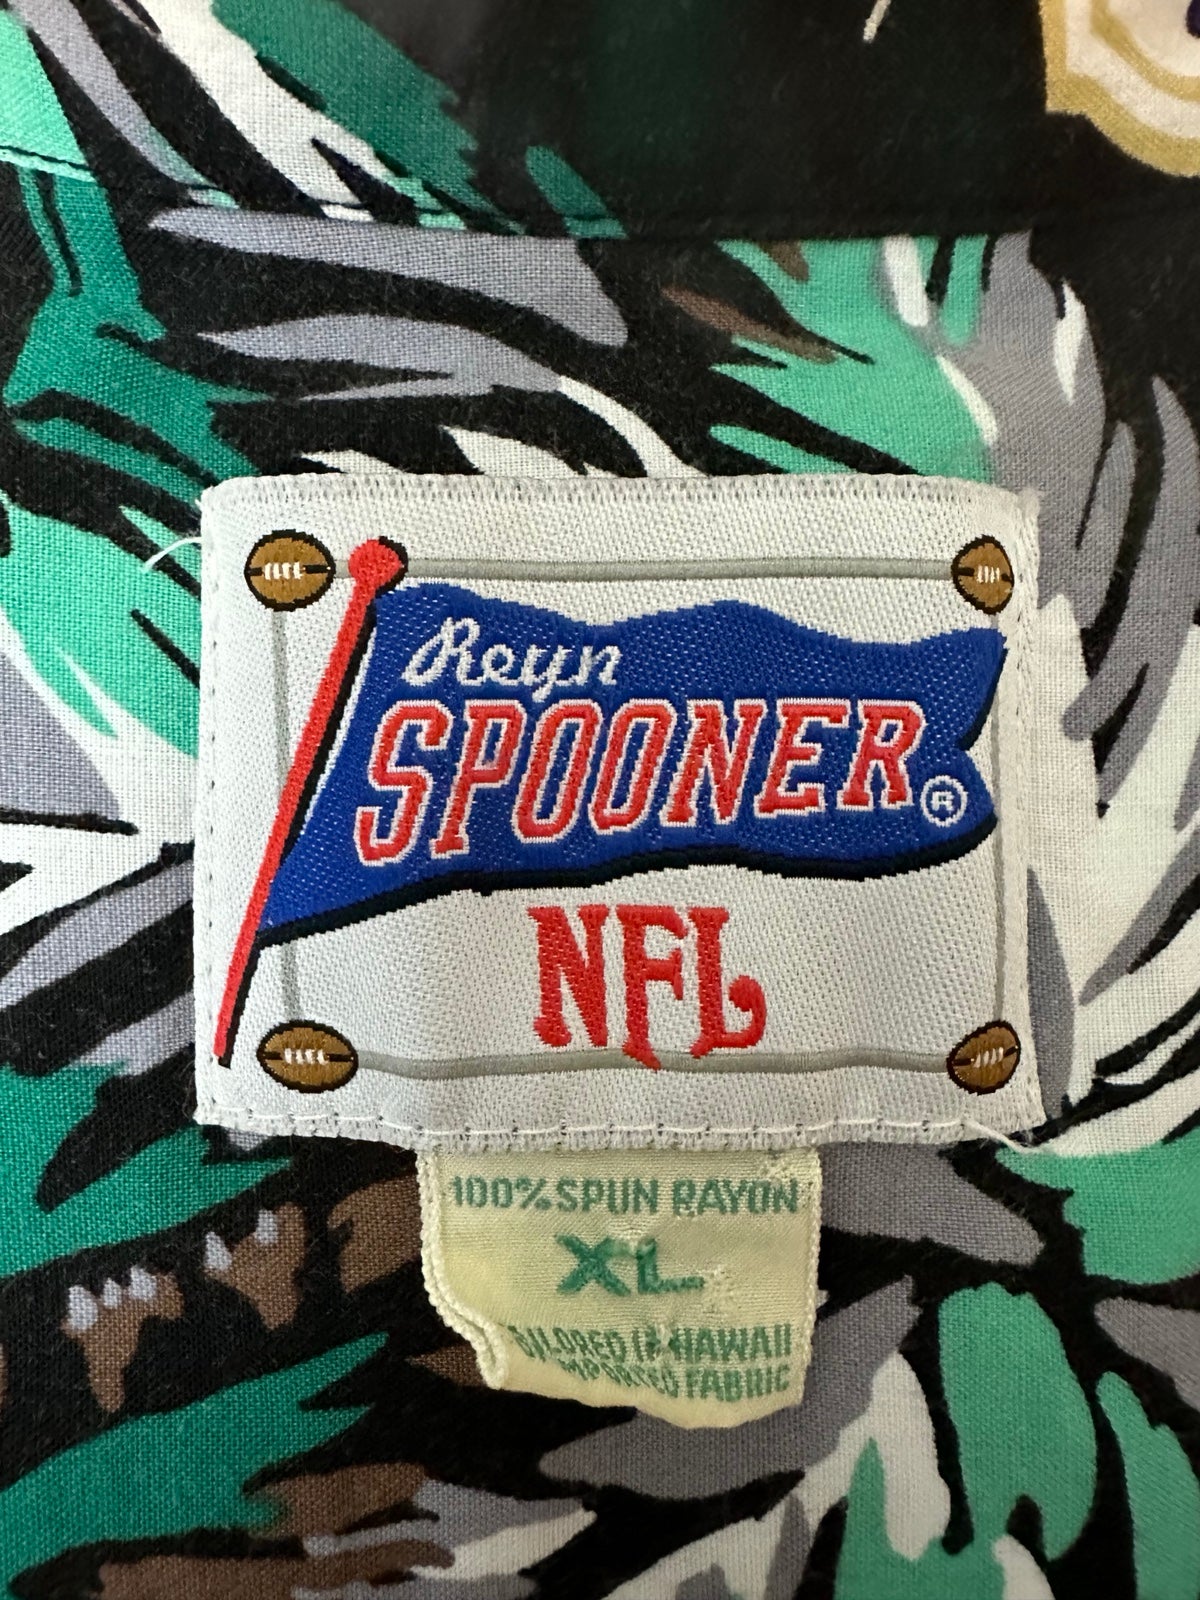 Reyn
SPOONER®
NFL
100% SPUN RAYON
XL
TAILORED IN HAWAII
IMPORTED FABRIC